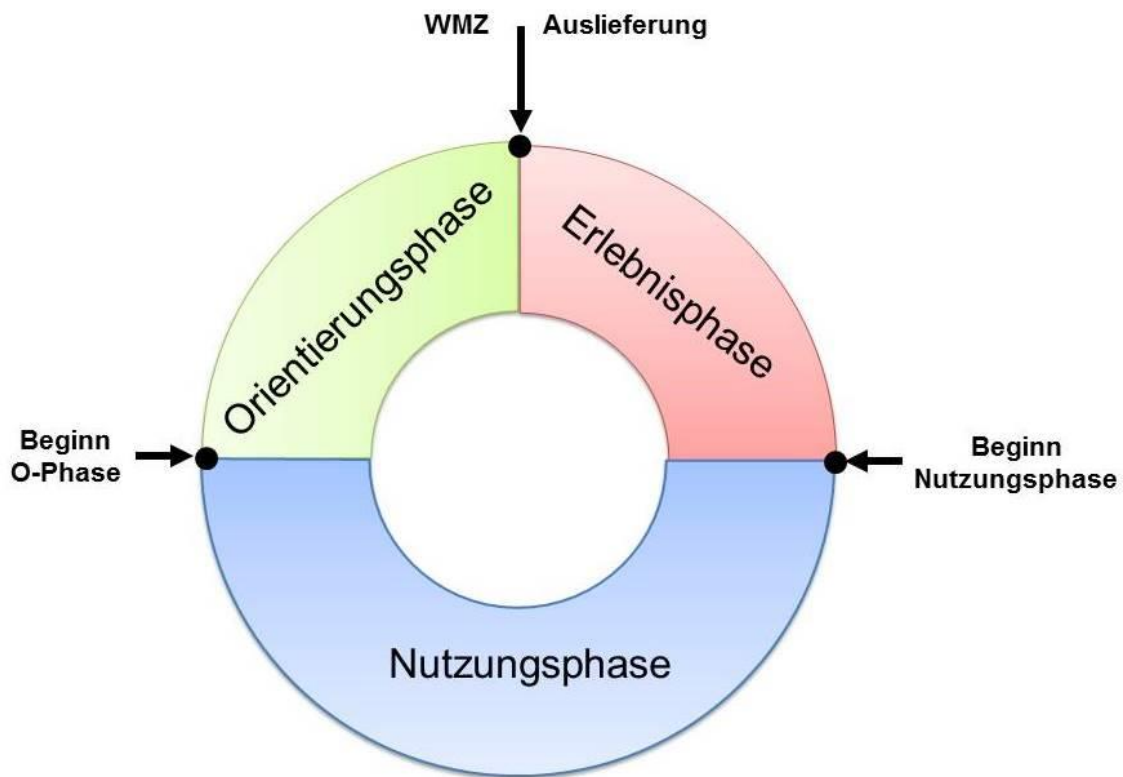 WMZ Auslieferung
Orientierungsphase
Erlebnisphase
Beginn
O-Phase
Beginn
Nutzungsphase
Nutzungsphase